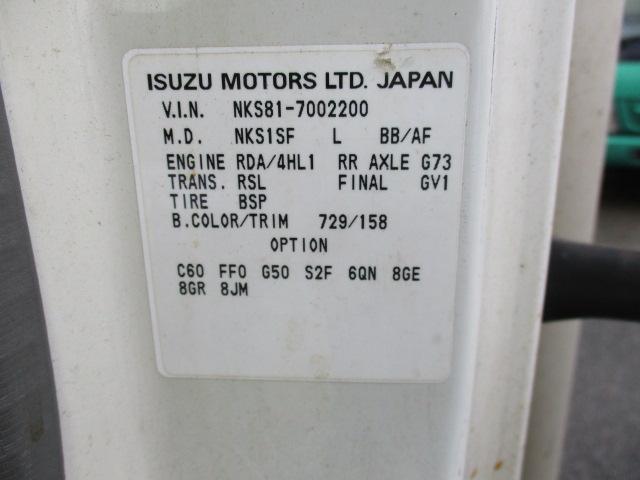 ISUZU MOTORS LTD. JAPAN
V.I.N. NKS81-7002200
M.D. NKS1SF L BB/AF
ENGINE RDA/4HL1 RR AXLE G73
TRANS. RSL FINAL GV1
TIRE BSP
B.COLOR/TRIM 729/158
OPTION
C60 FF0 G50 S2F 6QN 8GE
8GR 8JM